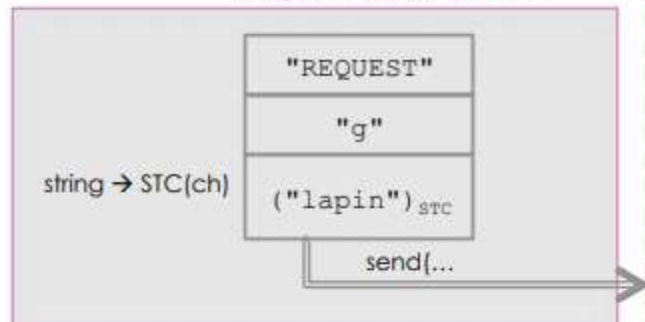 "REQUEST"
"g"
string → STC(ch)
("lapin")STC
send(...